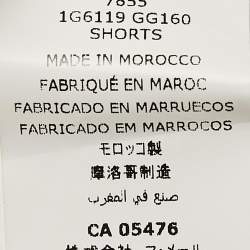 7855
1G6119 GG160
SHORTS
MADE IN MOROCCO
FABRIQUÉ EN MAROC
FABRICADO EN MARRUECOS
FABRICADO EM MARROCOS
モロッコ製
摩洛哥制造
صنع في المغرب
CA 05476